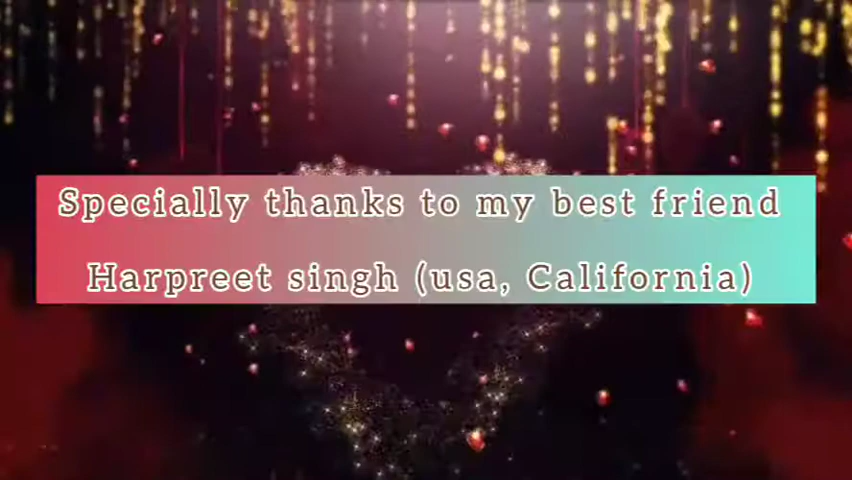 Specially thanks to my best friend
Harpreet singh (usa, California)